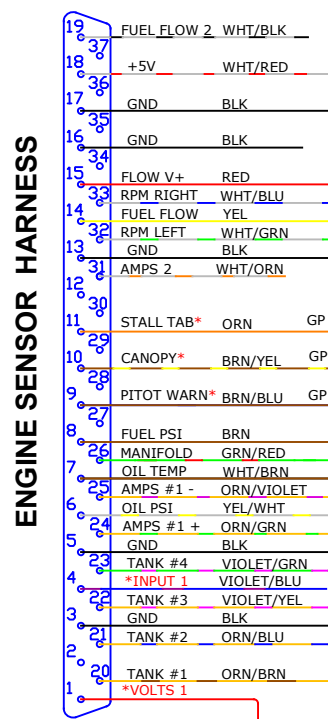 ENGINE SENSOR HARNESS
19 FUEL FLOW 2 WHT/BLK
37
18 +5V WHT/RED
36
17 GND BLK
35
16 GND BLK
34
15 FLOW V+ RED
33 RPM RIGHT WHT/BLU
14 FUEL FLOW YEL
32 RPM LEFT WHT/GRN
13 GND BLK
31 AMPS 2 WHT/ORN
12
30
11 STALL TAB* ORN GP
29
10 CANOPY* BRN/YEL GP
28
9 PITOT WARN* BRN/BLU GP
27
8 FUEL PSI BRN
26 MANIFOLD GRN/RED
7 OIL TEMP WHT/BRN
25 AMPS #1 - ORN/VIOLET
6 OIL PSI YEL/WHT
24 AMPS #1 + ORN/GRN
5 GND BLK
23 TANK #4 VIOLET/GRN
4 *INPUT 1 VIOLET/BLU
22 TANK #3 VIOLET/YEL
3 GND BLK
21 TANK #2 ORN/BLU
2
20 TANK #1 ORN/BRN
1 *VOLTS 1